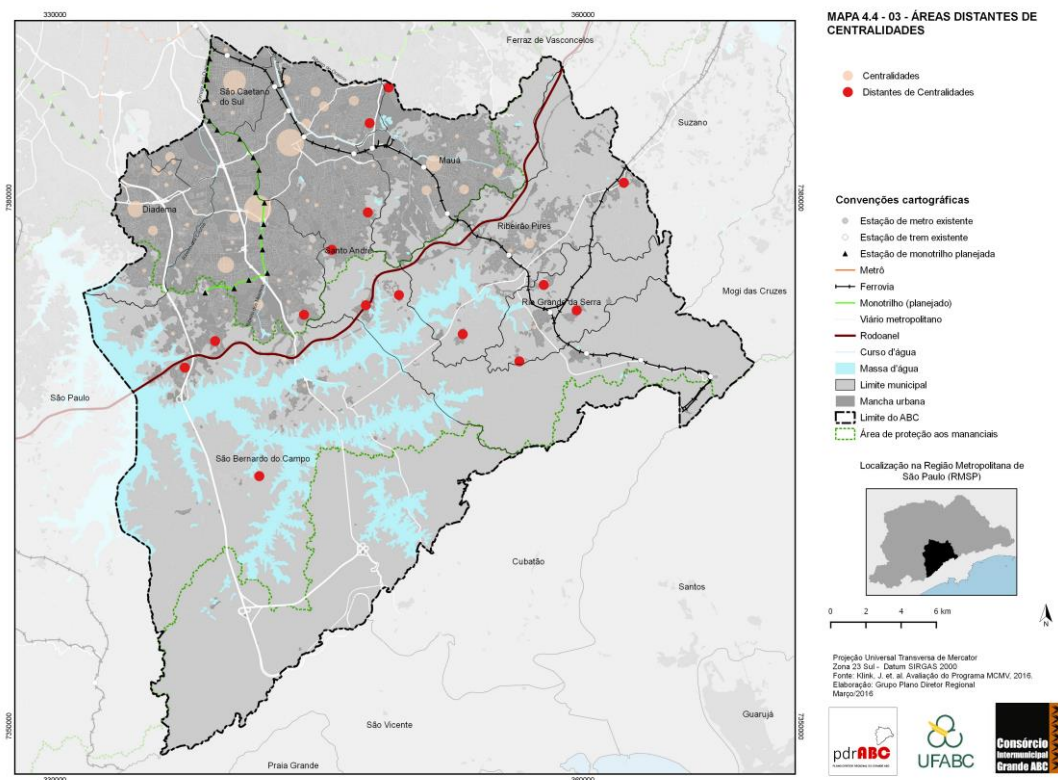 330000
360000
MAPA 4.4 - 03 - ÁREAS DISTANTES DE
CENTRALIDADES
Centralidades
Distantes de Centralidades
Ferraz de Vasconcelos
São Caetano
do Sul
Suzano
Mauá
7380000
7380000
Diadema
Ribeirão Pires
Santo André
Mogi das Cruzes
Rio Grande da Serra
São Paulo
São Bernardo do Campo
Cubatão
Santos
São Vicente
Guarujá
Praia Grande
7350000
7350000
330000
360000
Convenções cartográficas
Estação de metro existente
Estação de trem existente
Estação de monotrilho planejada
Metrô
Ferrovia
Monotrilho (planejado)
Viário metropolitano
Rodoanel
Curso d'água
Massa d'água
Limite municipal
Mancha urbana
Limite do ABC
Área de proteção aos mananciais
Localização na Região Metropolitana de
São Paulo (RMSP)
0 2 4 6 km
N
Projeção Universal Transversa de Mercator
Zona 23 Sul - Datum SIRGAS 2000
Fonte: Klink, J. et. al. Avaliação do Programa MCMV, 2016.
Elaboração: Grupo Plano Diretor Regional
Março/2016
pdrABC
UFABC
Consórcio
Intermunicipal
Grande ABC